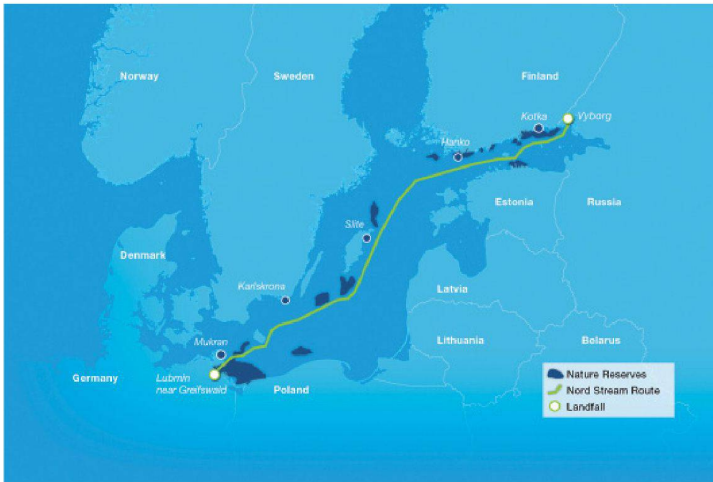 Norway
Sweden
Finland
Kotka
Vyborg
Hanko
Estonia
Russia
Slite
Denmark
Karlskrona
Latvia
Mukran
Lithuania
Belarus
Germany
Lubmin
near Greifswald
Poland
Nature Reserves
Nord Stream Route
Landfall